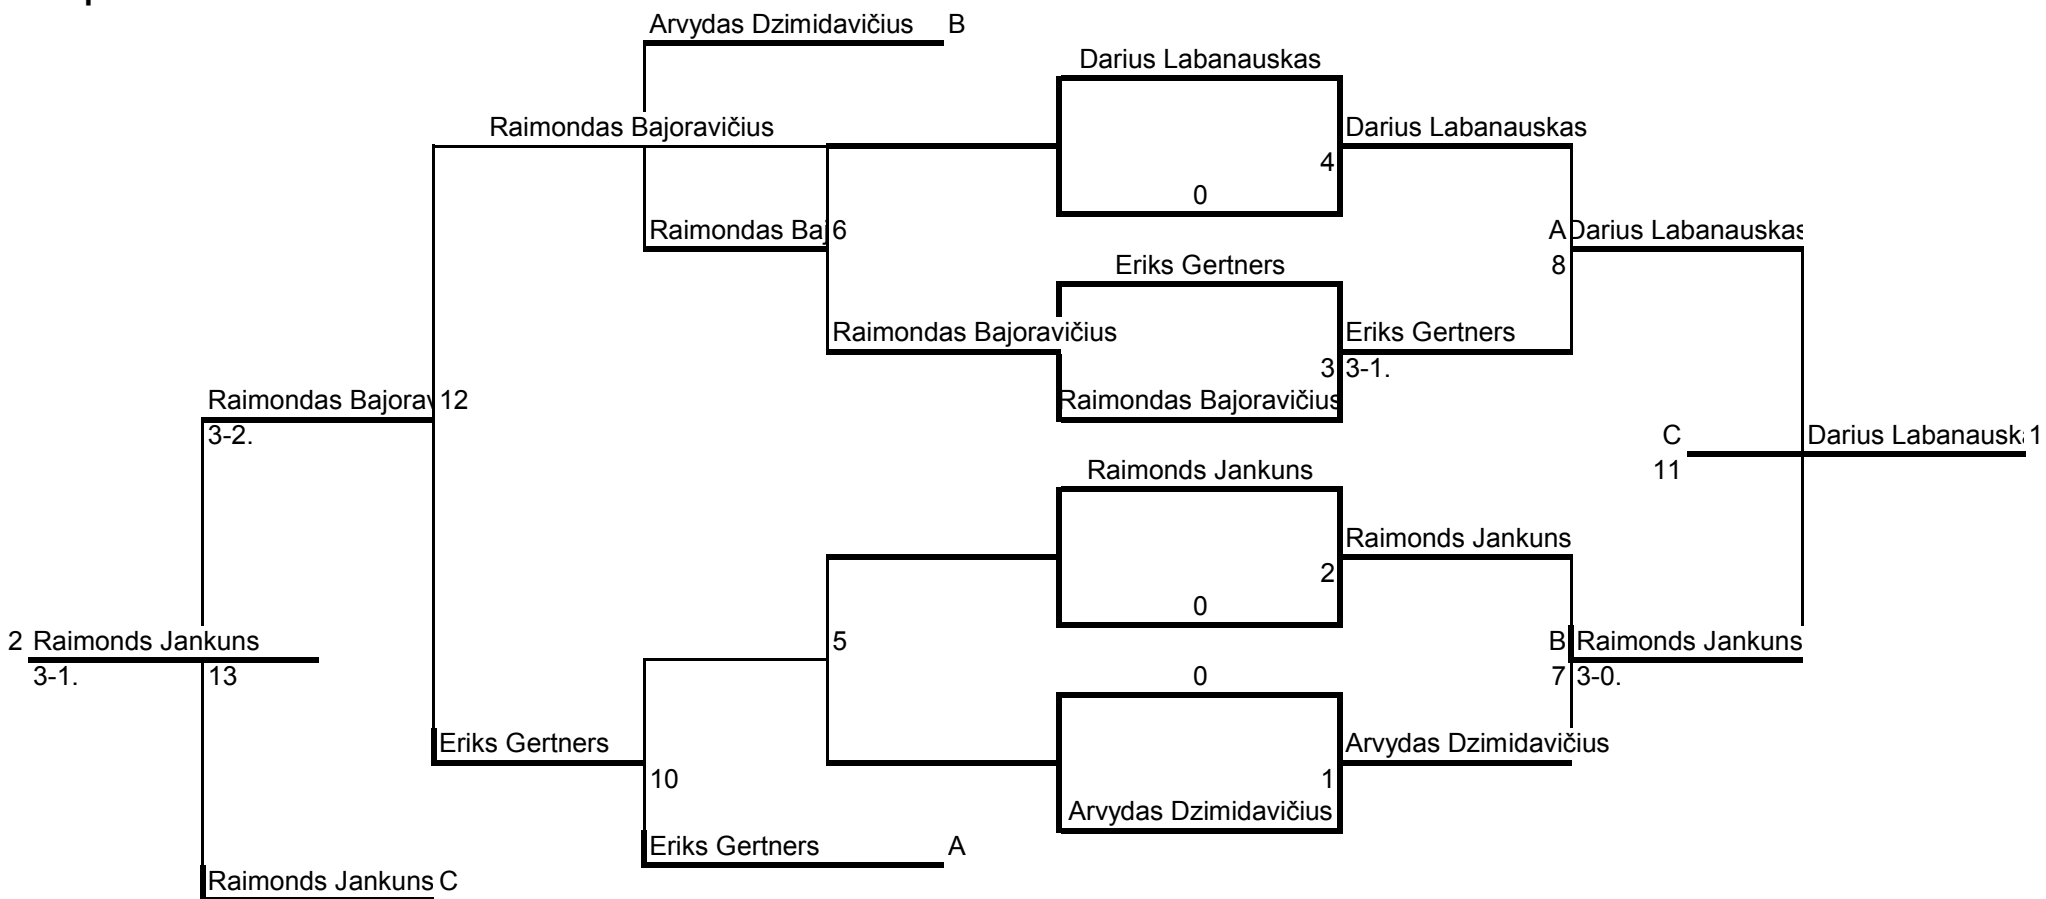 Arvydas Dzimidavičius B
Darius Labanauskas
Raimondas Bajoravičius
Darius Labanauskas
4
0
Raimondas Baj 6
A Darius Labanauskas
Eriks Gertners
8
Raimondas Bajoravičius
Eriks Gertners
3 3-1.
Raimondas Bajorav 12
Raimondas Bajoravičius
3-2.
C
Darius Labanausk 1
Raimonds Jankuns
11
Raimonds Jankuns
2
0
2 Raimonds Jankuns
5
B Raimonds Jankuns
3-1. 13
0
7 3-0.
Eriks Gertners
Arvydas Dzimidavičius
10
1
Arvydas Dzimidavičius
Eriks Gertners A
Raimonds Jankuns C